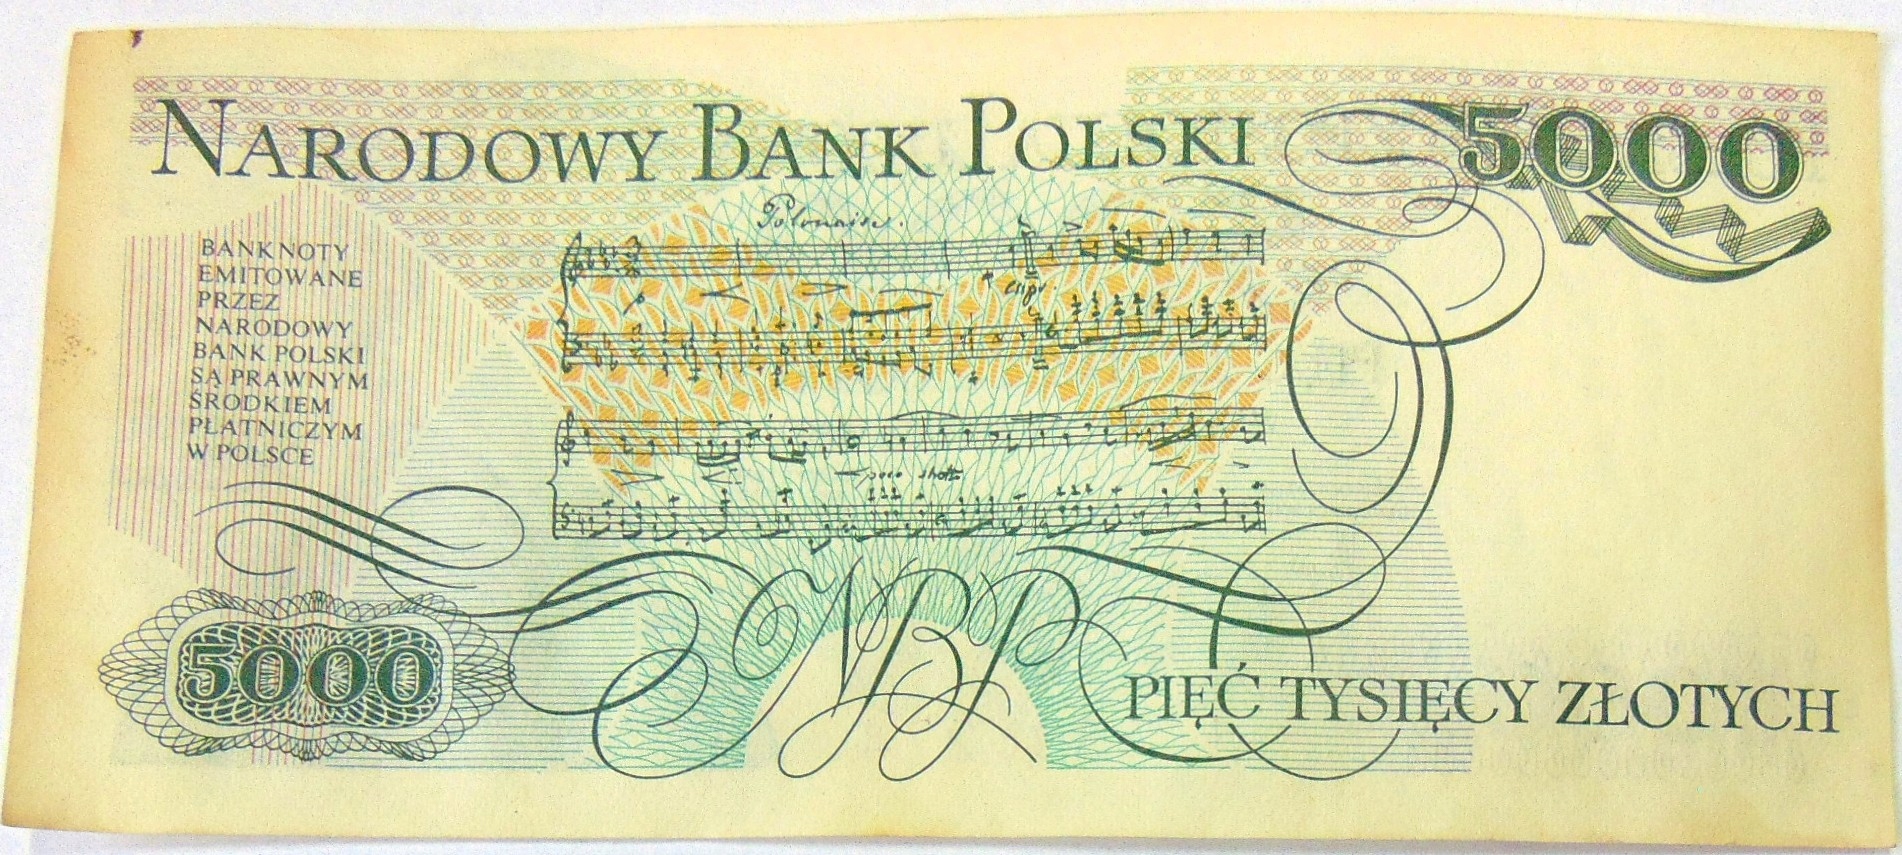 NARODOWY BANK POLSKI
5000
Polonaise.
BANKNOTY
EMITOWANE
PRZEZ
NARODOWY
BANK POLSKI
SĄ PRAWNYM
ŚRODKIEM
PŁATNICZYM
W POLSCE
NBP
5000
PIĘĆ TYSIĘCY ZŁOTYCH